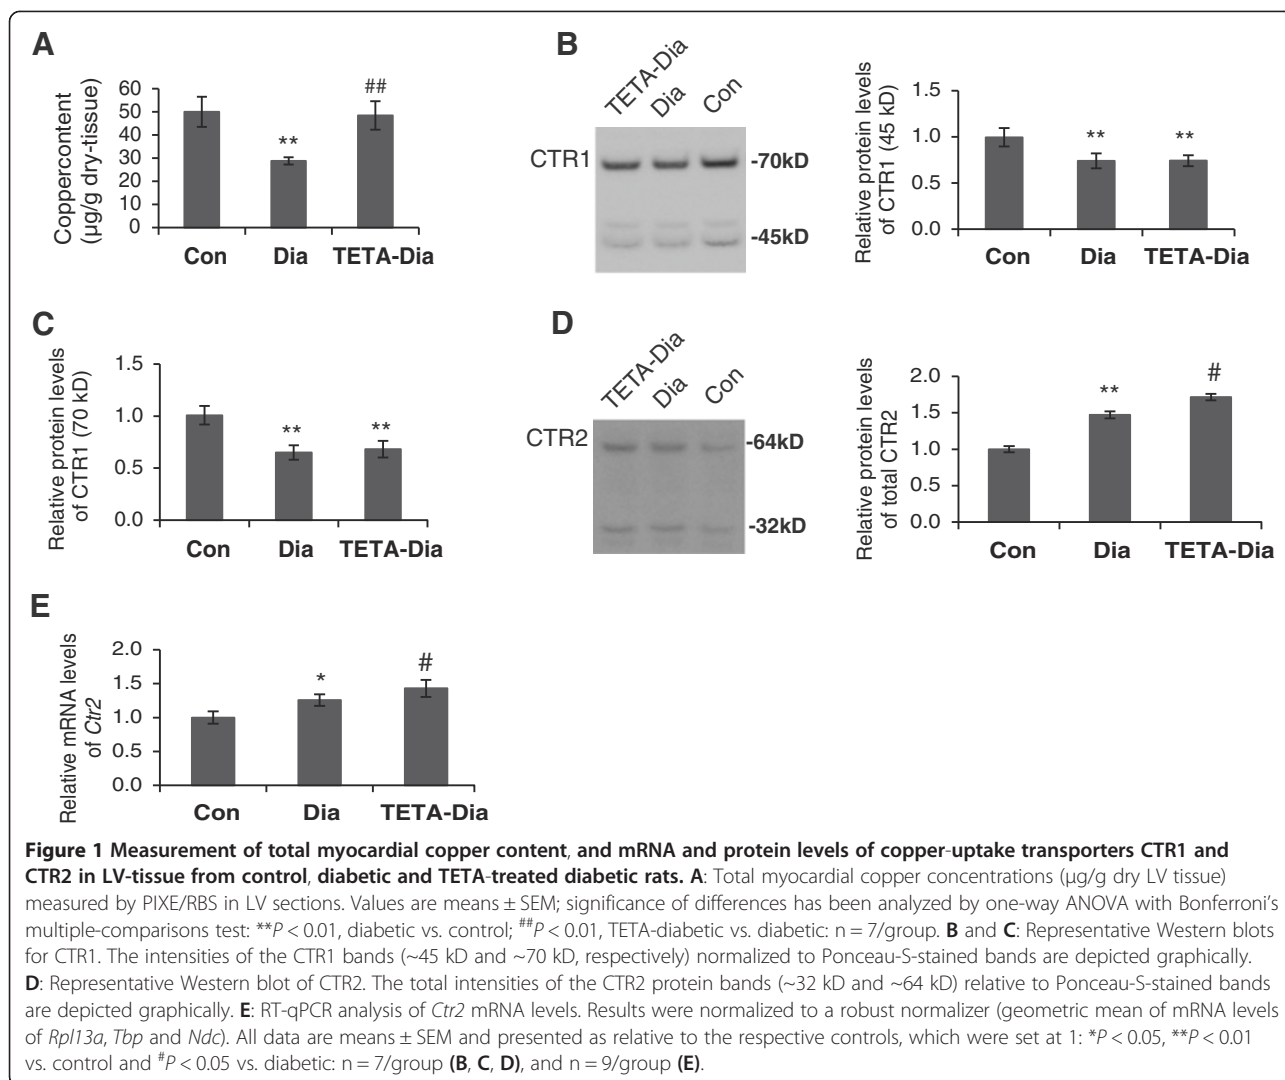 A
Coppercontent
(µg/g dry-tissue)
60
50
40
30
20
10
0
**
##
Con Dia TETA-Dia
B
TETA-Dia
Dia
Con
CTR1
-70kD
-45kD
Relative protein levels
of CTR1 (45 kD)
1.5
1.0
0.5
0.0
**
**
Con Dia TETA-Dia
C
Relative protein levels
of CTR1 (70 kD)
1.5
1.0
0.5
0.0
**
**
Con Dia TETA-Dia
D
TETA-Dia
Dia
Con
CTR2
-64kD
-32kD
Relative protein levels
of total CTR2
2.0
1.5
1.0
0.5
0.0
**
#
Con Dia TETA-Dia
E
Relative mRNA levels
of Ctr2
2.0
1.5
1.0
0.5
0.0
*
#
Con Dia TETA-Dia
Figure 1 Measurement of total myocardial copper content, and mRNA and protein levels of copper-uptake transporters CTR1 and
CTR2 in LV-tissue from control, diabetic and TETA-treated diabetic rats. A: Total myocardial copper concentrations (µg/g dry LV tissue)
measured by PIXE/RBS in LV sections. Values are means ± SEM; significance of differences has been analyzed by one-way ANOVA with Bonferroni's
multiple-comparisons test: **P < 0.01, diabetic vs. control; ##P < 0.01, TETA-diabetic vs. diabetic: n = 7/group. B and C: Representative Western blots
for CTR1. The intensities of the CTR1 bands (~45 kD and ~70 kD, respectively) normalized to Ponceau-S-stained bands are depicted graphically.
D: Representative Western blot of CTR2. The total intensities of the CTR2 protein bands (~32 kD and ~64 kD) relative to Ponceau-S-stained bands
are depicted graphically. E: RT-qPCR analysis of Ctr2 mRNA levels. Results were normalized to a robust normalizer (geometric mean of mRNA levels
of Rpl13a, Tbp and Ndc). All data are means ± SEM and presented as relative to the respective controls, which were set at 1: *P < 0.05, **P < 0.01
vs. control and #P < 0.05 vs. diabetic: n = 7/group (B, C, D), and n = 9/group (E).